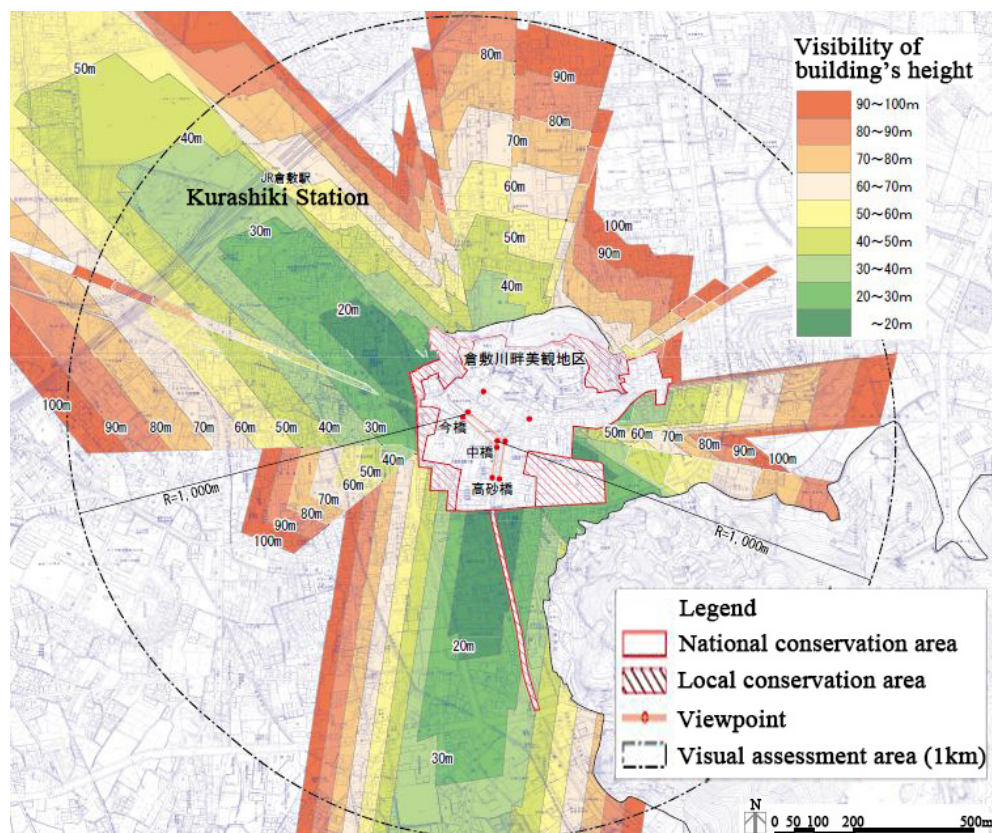 Visibility of
building's height
90～100m
80～90m
70～80m
60～70m
50～60m
40～50m
30～40m
20～30m
～20m
80m
90m
50m
80m
40m
70m
JR倉敷駅
Kurashiki Station
60m
30m
50m
100m
90m
40m
20m
倉敷川畔美観地区
今橋
中橋
高砂橋
100m
90m
80m
70m
60m
50m
40m
30m
40m
50m
60m
70m
80m
90m
100m
50m
60m
70m
80m
90m
100m
R=1,000m
R=1,000m
20m
30m
Legend
National conservation area
Local conservation area
Viewpoint
Visual assessment area (1km)
N
0 50 100 200 500m